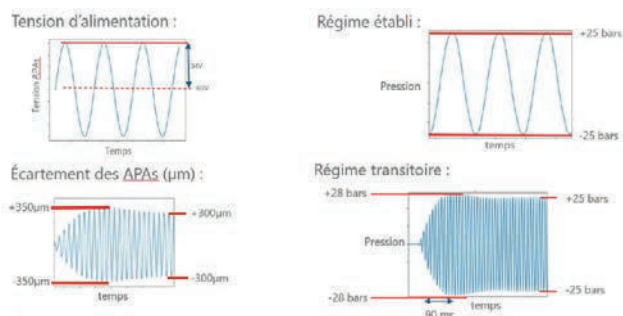 Tension d'alimentation :
Tension APAs
Temps
Régime établi :
+25 bars
Pression
-25 bars
temps
Écartement des APAs (µm) :
+350µm
+300µm
-350µm
-300µm
temps
Régime transitoire :
+28 bars
+25 bars
Pression
-25 bars
-28 bars
temps
90 ms